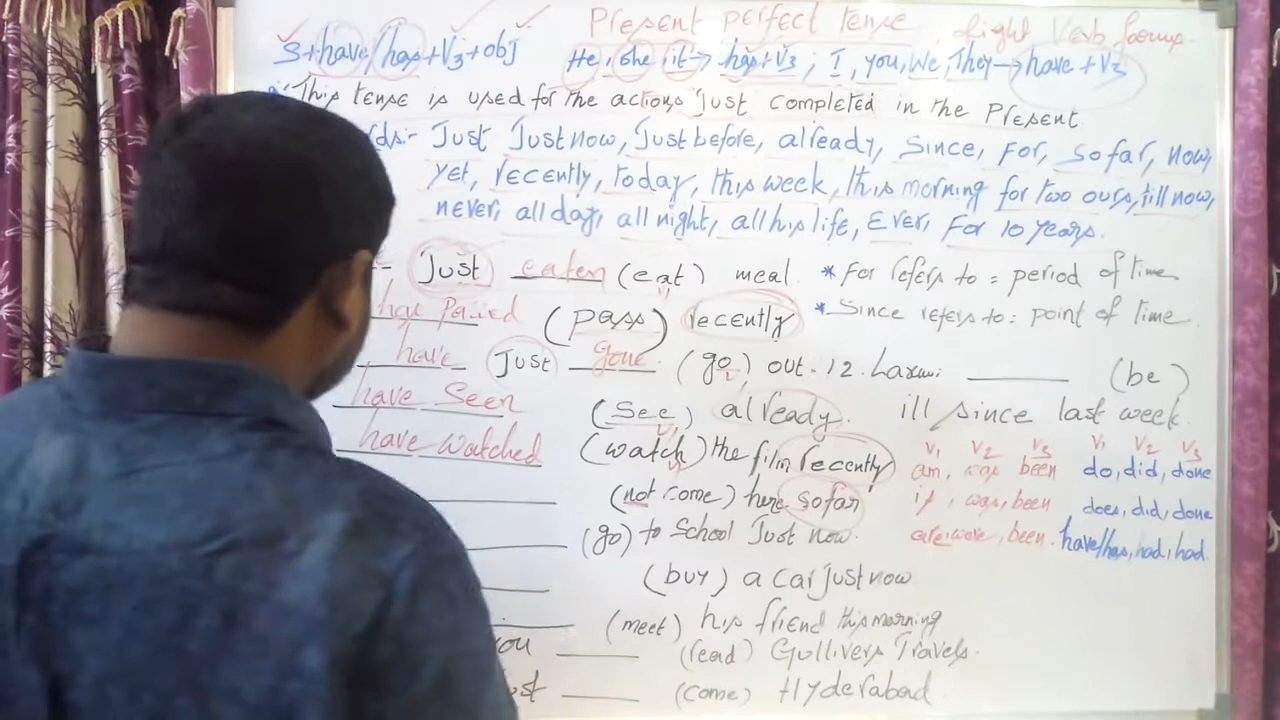 Present perfect tense, Right Verb forms.
S+have/has+V3+obj He, she, it→ has+V3; I, you, We, They→have+V3
This tense is used for the actions "Just completed in the Present
ds:- Just Just now, Just before, already, Since, For, so far, now,
yet, recently, today, this week, this morning for two ours, till now,
never, all day, all night, all his life, Ever, For 10 years.
Just eaten (eat) meal. * For refers to = period of time
(pass) recently * Since refers to: point of time
have Just gone (go) out. 12. Laxmi ____ (be)
have Seen (See) already. ill since last week.
have watched (watch) the film recently
V1 V2 V3 V1 V2 V3
am, was been do, did, done
(not come) here so far is, was, been does, did, done
(go) to School Just now. are, were, been. have/has, had, had.
(buy) a car just now
(meet) his friend this morning
you ____ (read) Gullivers Travels.
ust ____ (come) Hyderabad.